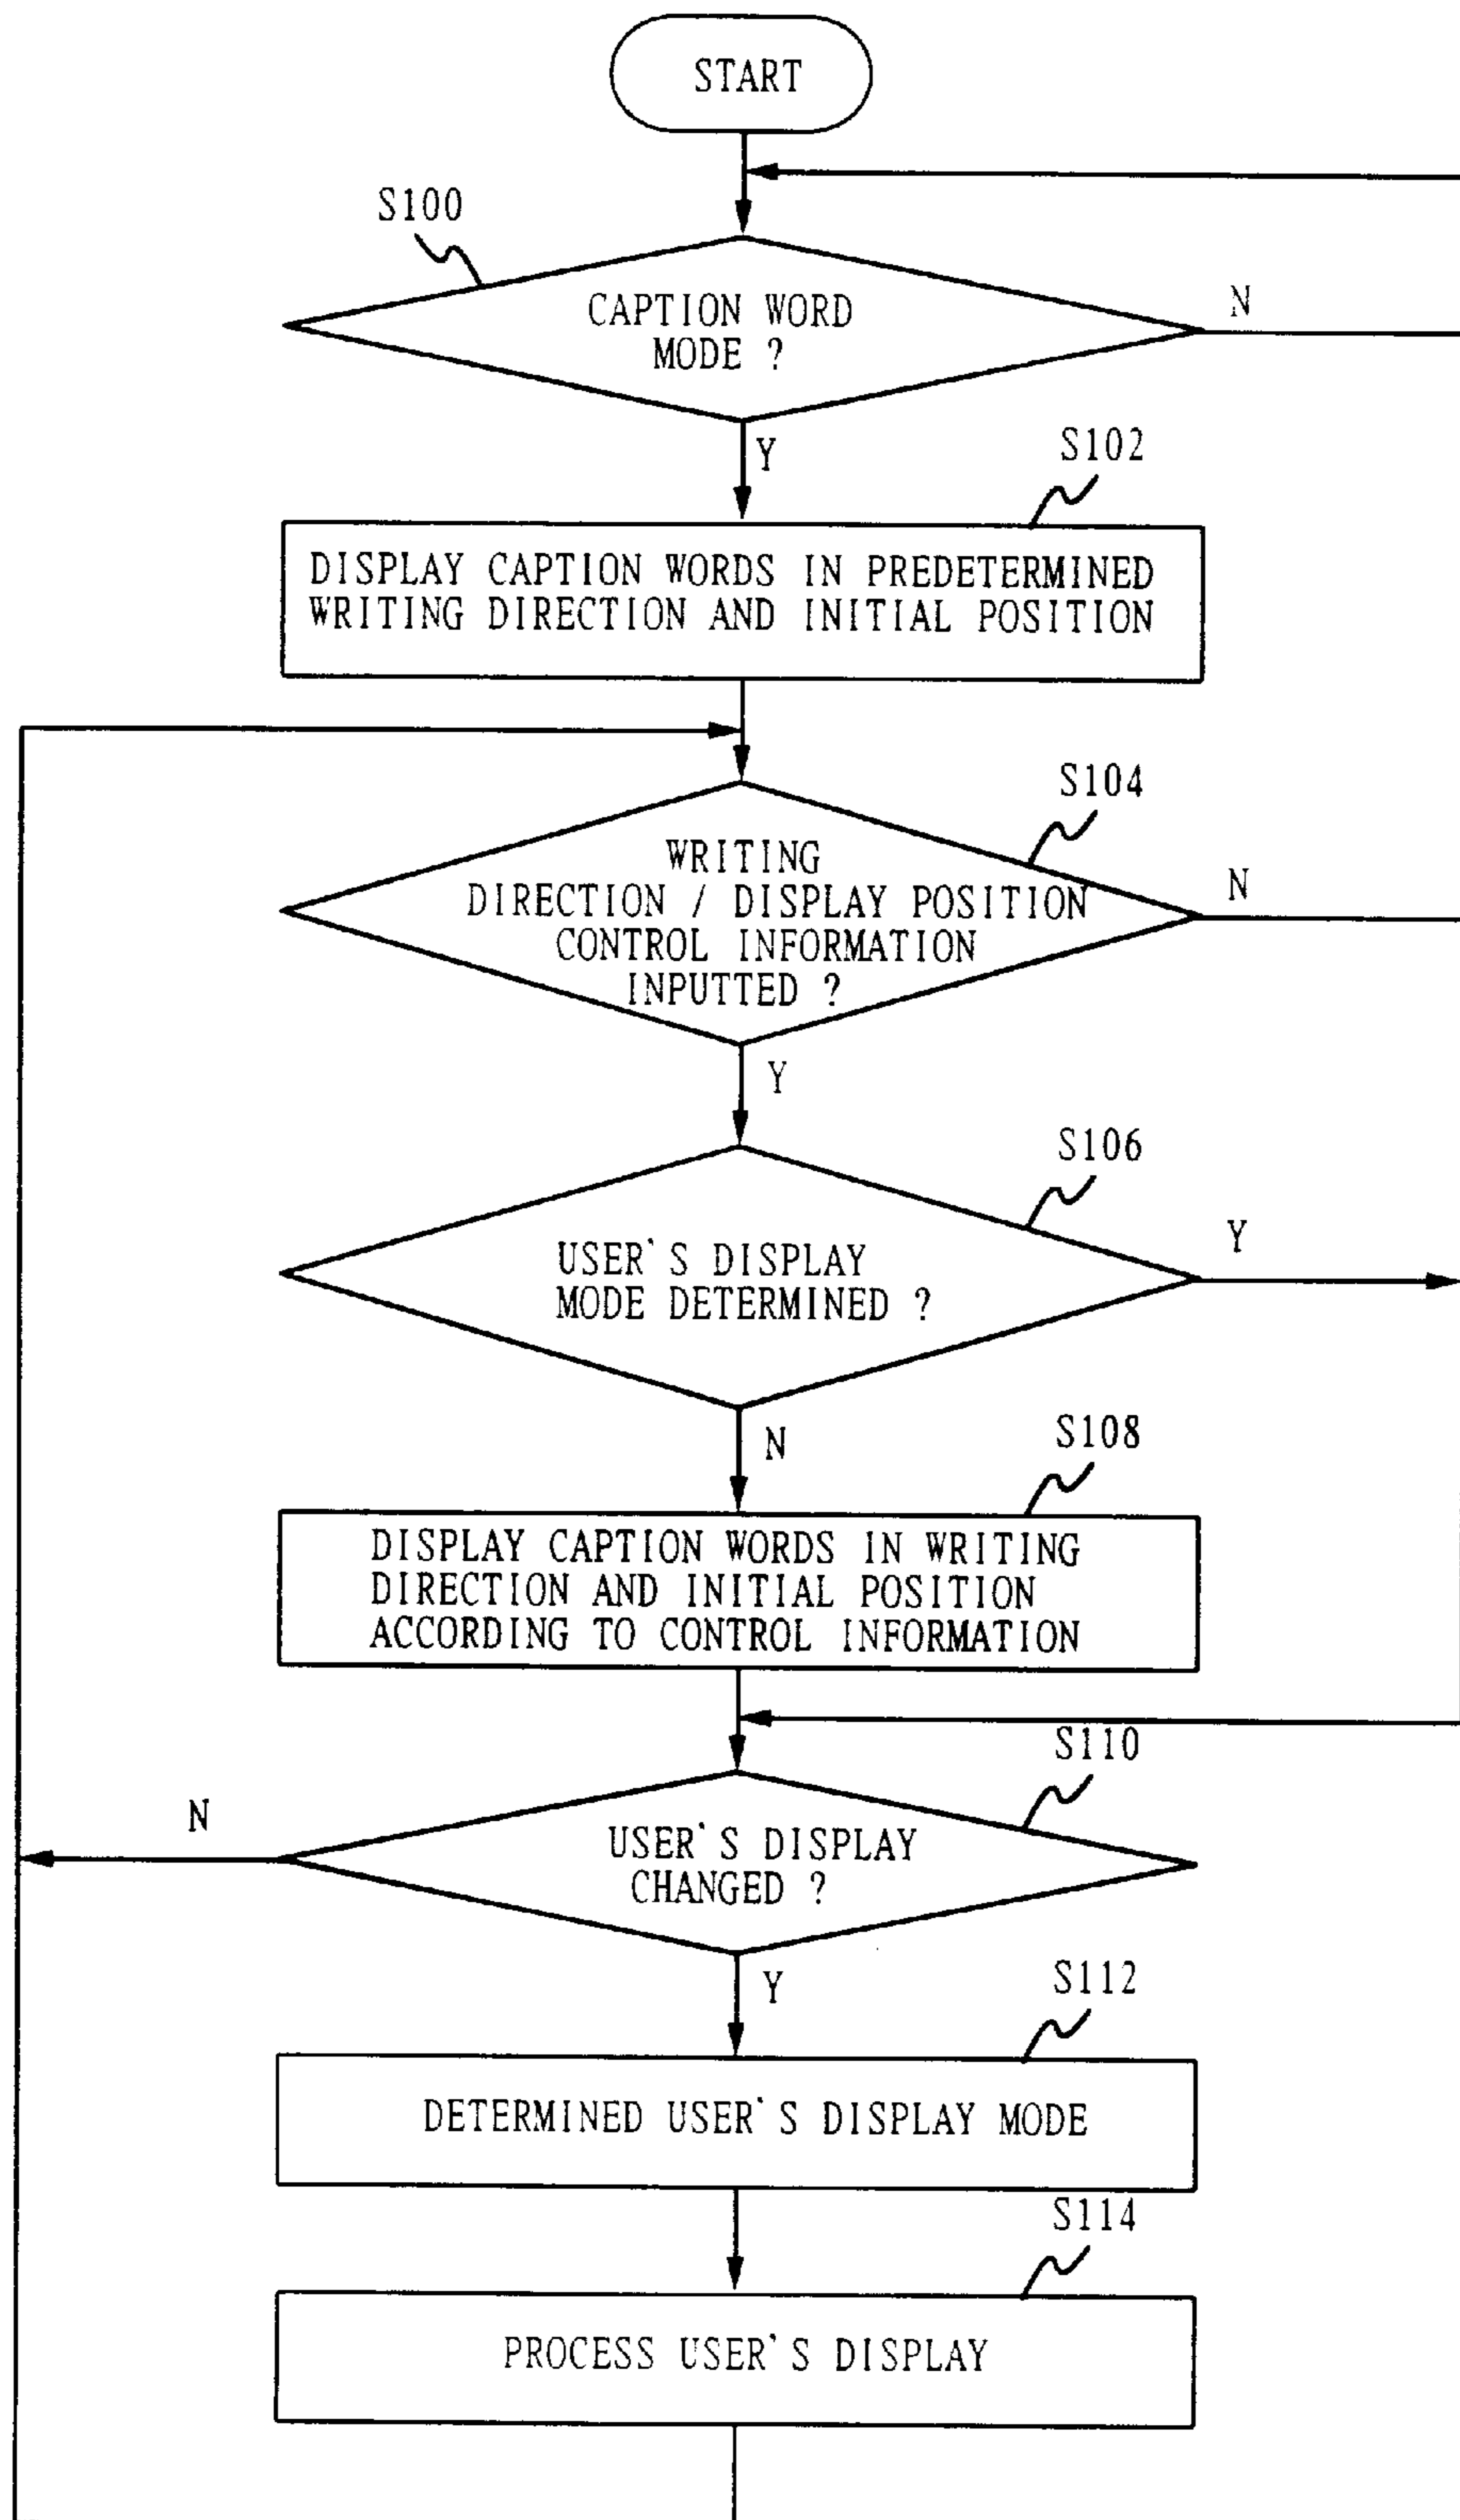 START
S100
CAPTION WORD
MODE ?
N
Y
S102
DISPLAY CAPTION WORDS IN PREDETERMINED
WRITING DIRECTION AND INITIAL POSITION
S104
WRITING
DIRECTION / DISPLAY POSITION
CONTROL INFORMATION
INPUTTED ?
N
Y
S106
USER'S DISPLAY
MODE DETERMINED ?
Y
N
S108
DISPLAY CAPTION WORDS IN WRITING
DIRECTION AND INITIAL POSITION
ACCORDING TO CONTROL INFORMATION
S110
N
USER'S DISPLAY
CHANGED ?
Y
S112
DETERMINED USER'S DISPLAY MODE
S114
PROCESS USER'S DISPLAY